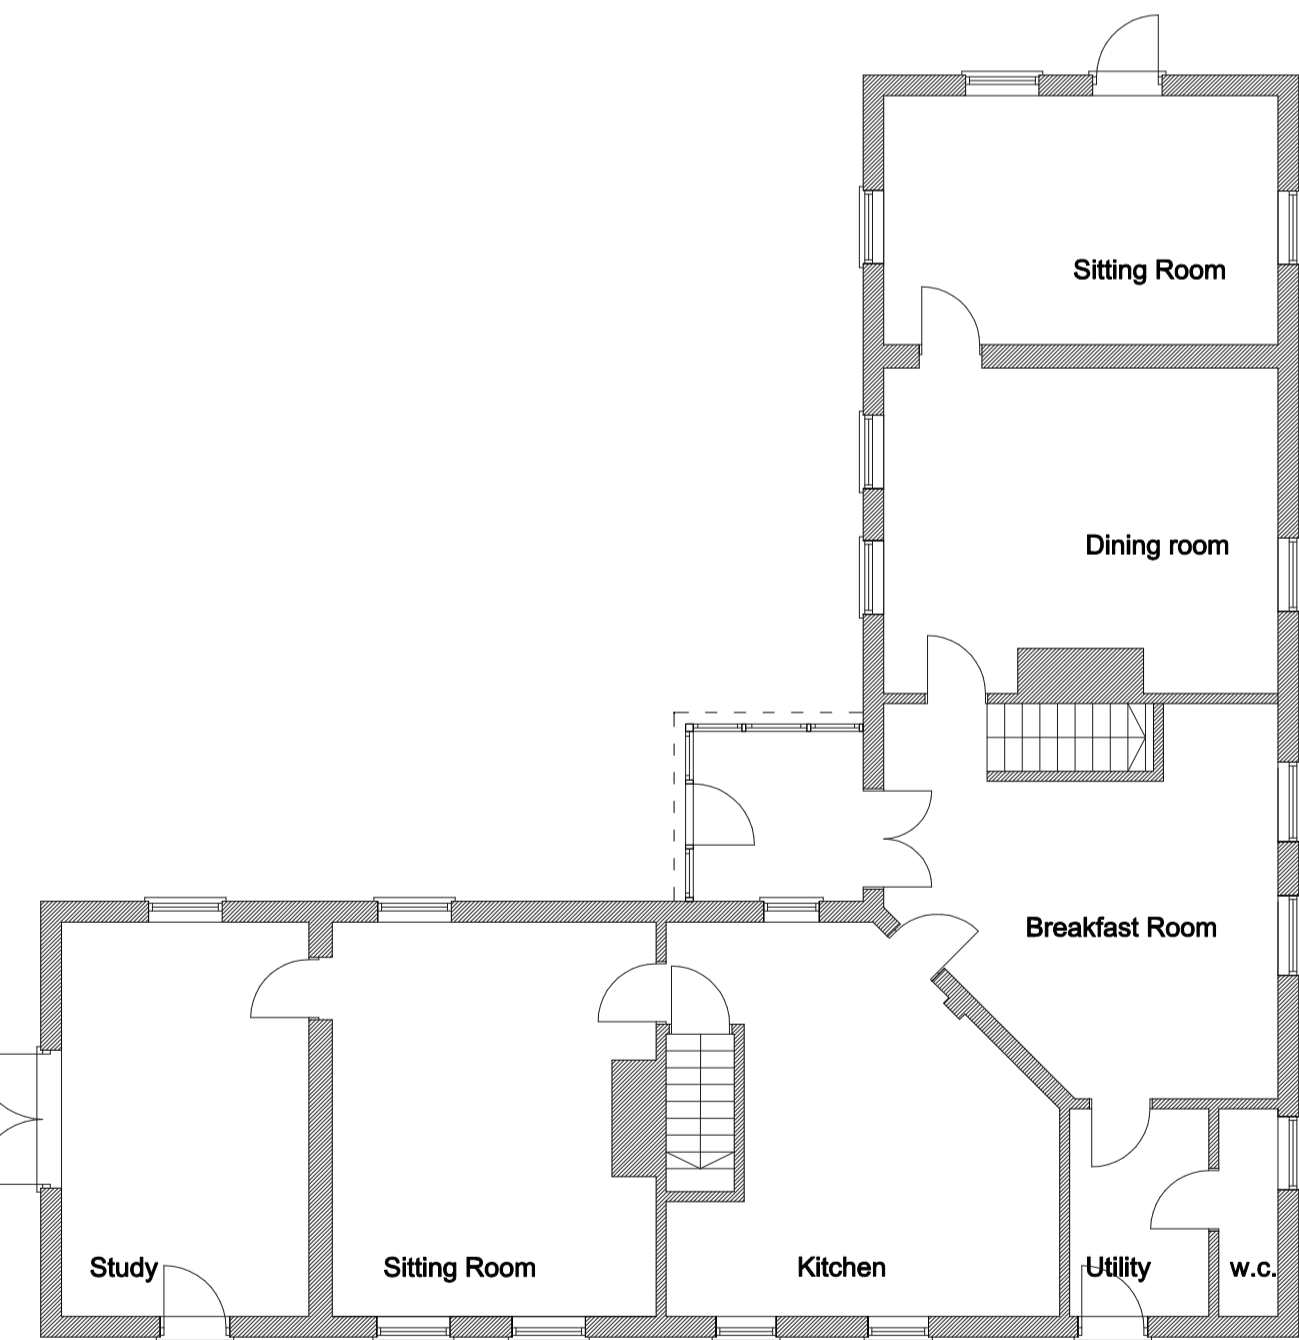 Sitting Room
Dining room
Breakfast Room
Study
Sitting Room
Kitchen
Utility
w.c.